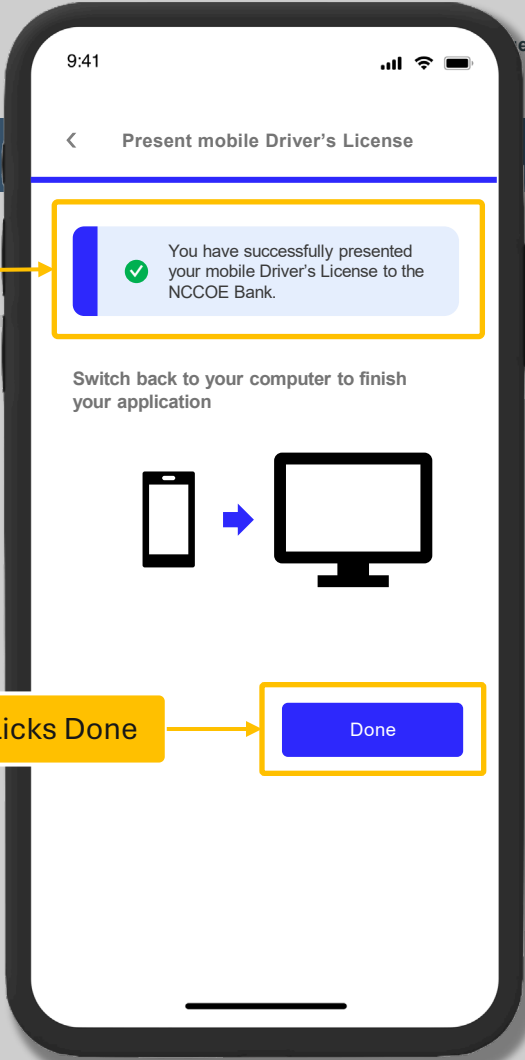 9:41
Present mobile Driver's License
You have successfully presented
your mobile Driver's License to the
NCCOE Bank.
Switch back to your computer to finish
your application
licks Done
Done